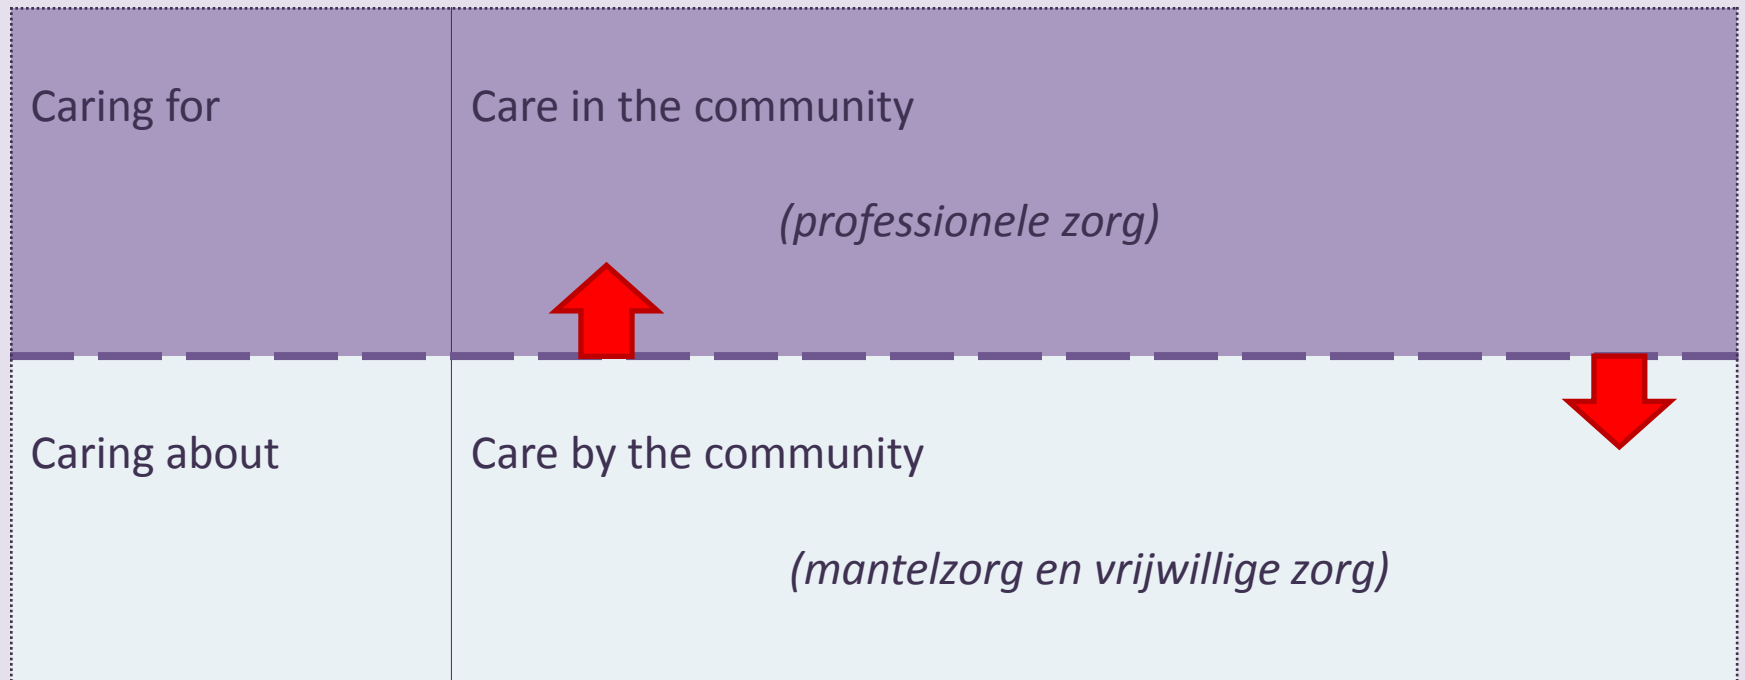 Caring for
Care in the community
(professionele zorg)
Caring about
Care by the community
(mantelzorg en vrijwillige zorg)